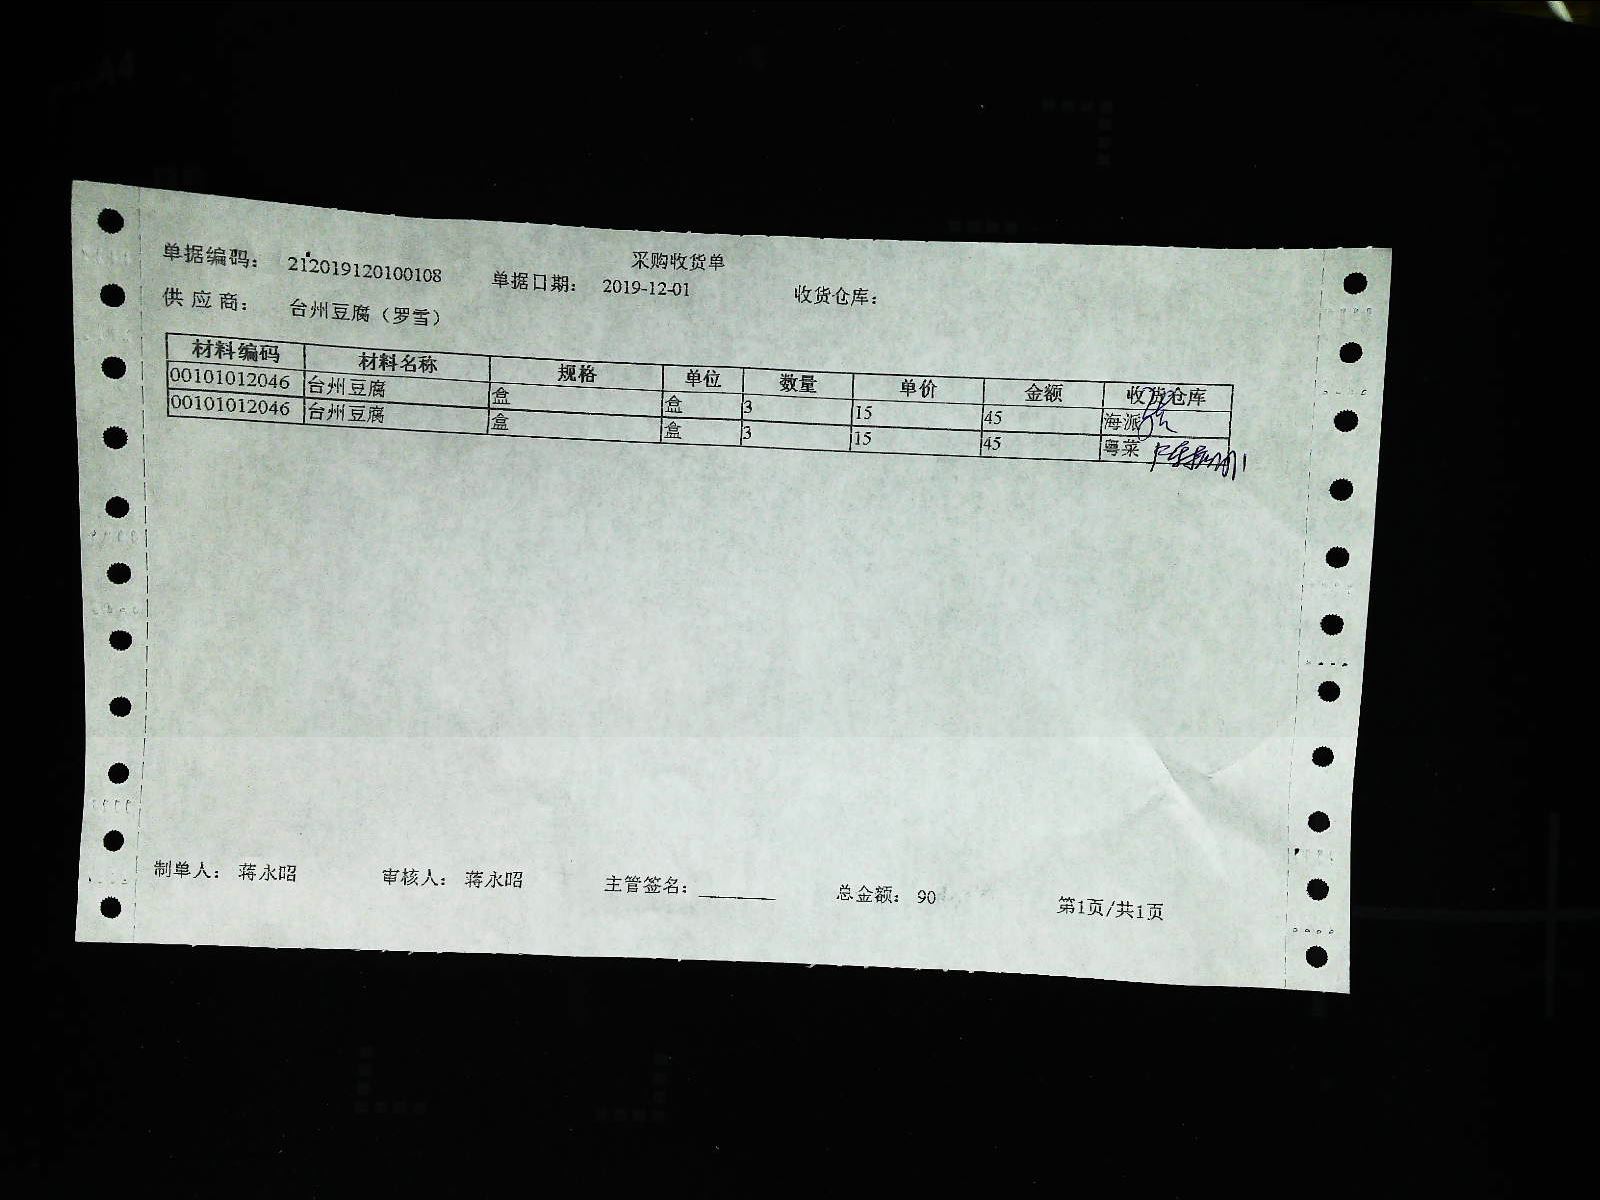 采购收货单
单据编码： 212019120100108 单据日期： 2019-12-01 收货仓库：
供 应 商： 台州豆腐（罗雪）
材料编码 材料名称 规格 单位 数量 单价 金额 收货仓库
00101012046 台州豆腐 盒 盒 3 15 45 海派
00101012046 台州豆腐 盒 盒 3 15 45 粤菜
制单人： 蒋永昭 审核人： 蒋永昭 主管签名： 总金额： 90 第1页/共1页